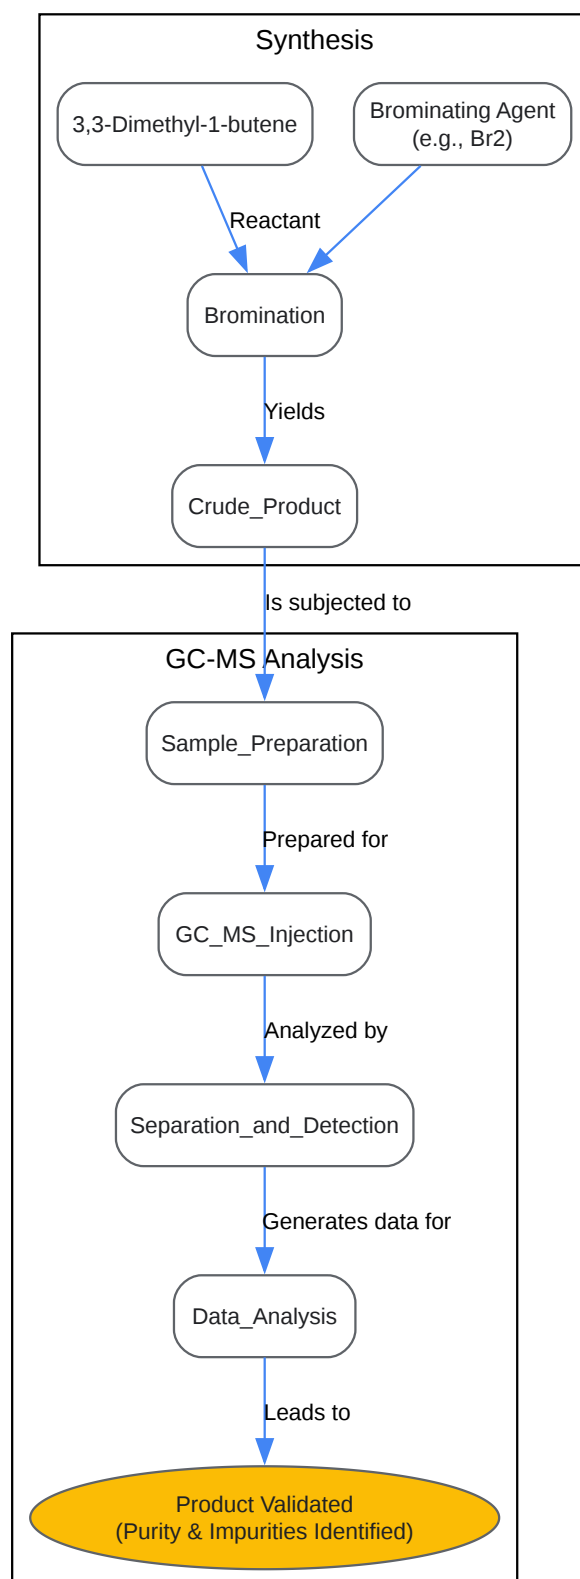 Synthesis
3,3-Dimethyl-1-butene
Brominating Agent
(e.g., Br2)
Reactant
Bromination
Yields
Crude_Product
Is subjected to
GC-MS Analysis
Sample_Preparation
Prepared for
GC_MS_Injection
Analyzed by
Separation_and_Detection
Generates data for
Data_Analysis
Leads to
Product Validated
(Purity & Impurities Identified)